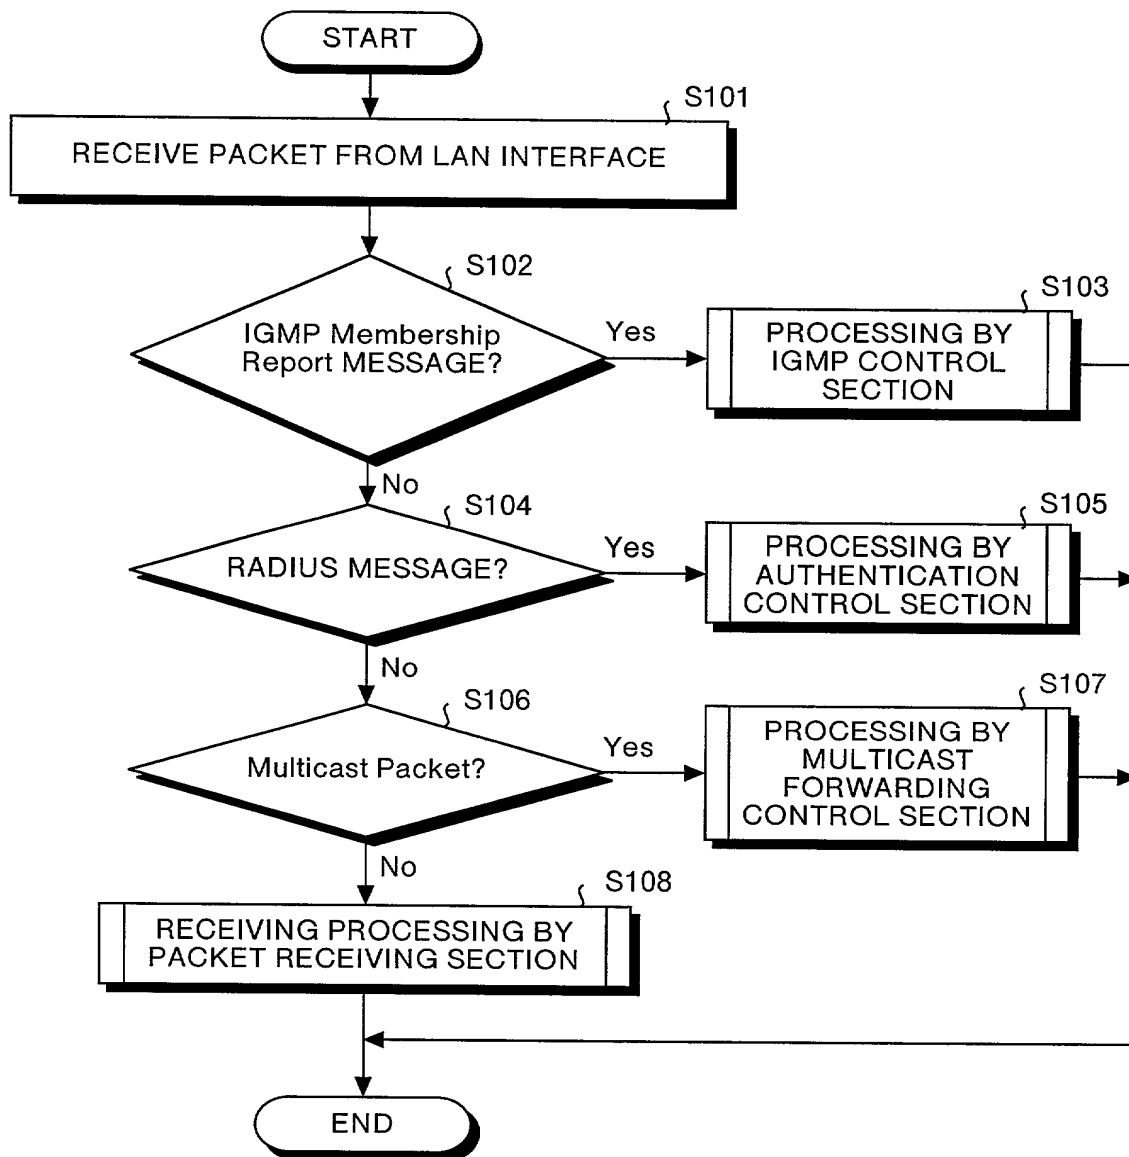 START
S101
RECEIVE PACKET FROM LAN INTERFACE
S102
IGMP Membership
Report MESSAGE?
Yes
S103
PROCESSING BY
IGMP CONTROL
SECTION
No
S104
RADIUS MESSAGE?
Yes
S105
PROCESSING BY
AUTHENTICATION
CONTROL SECTION
No
S106
Multicast Packet?
Yes
S107
PROCESSING BY
MULTICAST
FORWARDING
CONTROL SECTION
No
S108
RECEIVING PROCESSING BY
PACKET RECEIVING SECTION
END